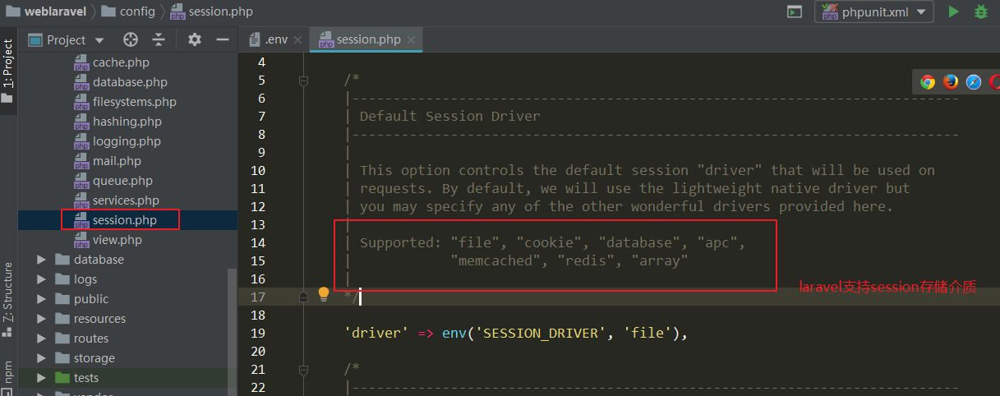 weblaravel config session.php phpunit.xml
1: Project
Project .env session.php
cache.php
database.php
filesystems.php
hashing.php
logging.php
mail.php
queue.php
services.php
session.php
view.php
database
logs
public
resources
routes
storage
tests
vendor
7: Structure
npm
4
5 /*
6 |--------------------------------------------------------------------------
7 | Default Session Driver
8 |--------------------------------------------------------------------------
9 |
10 | This option controls the default session "driver" that will be used on
11 | requests. By default, we will use the lightweight native driver but
12 | you may specify any of the other wonderful drivers provided here.
13 |
14 | Supported: "file", "cookie", "database", "apc",
15 | "memcached", "redis", "array"
16 |
laravel支持session存储介质
17 */
18
19 'driver' => env('SESSION_DRIVER', 'file'),
20
21 /*
22 |--------------------------------------------------------------------------